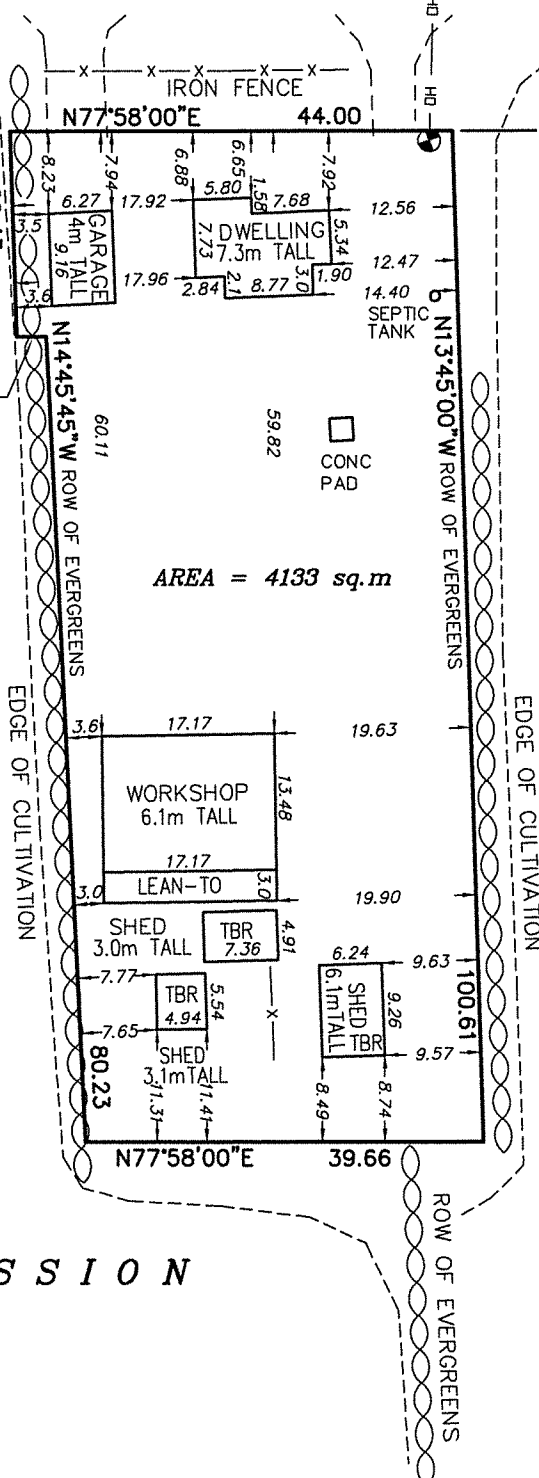 HD
HD
IRON FENCE
N77°58'00"E 44.00
8.23
7.94
6.88
6.65
7.92
6.27
17.92
5.80
1.58
7.68
12.56
3.5
GARAGE
4m TALL
9.16
7.73
DWELLING
7.3m TALL
5.34
12.47
17.96
2.84
2.1
8.77
3.0
1.90
14.40
3.6
SEPTIC
TANK
N14°45'45"W
ROW OF EVERGREENS
60.11
59.82
N13°45'00"W
ROW OF EVERGREENS
CONC
PAD
AREA = 4133 sq.m
EDGE OF CULTIVATION
EDGE OF CULTIVATION
3.6
17.17
19.63
WORKSHOP
6.1m TALL
13.48
17.17
LEAN-TO
3.0
3.0
19.90
SHED
3.0m TALL
TBR
7.36
4.91
6.24
9.63
7.77
TBR
4.94
5.54
SHED
6.1mTALL
TBR
9.26
100.61
7.65
SHED
3.1mTALL
9.57
80.23
11.31
11.41
8.49
8.74
N77°58'00"E 39.66
ROW OF EVERGREENS
SSION